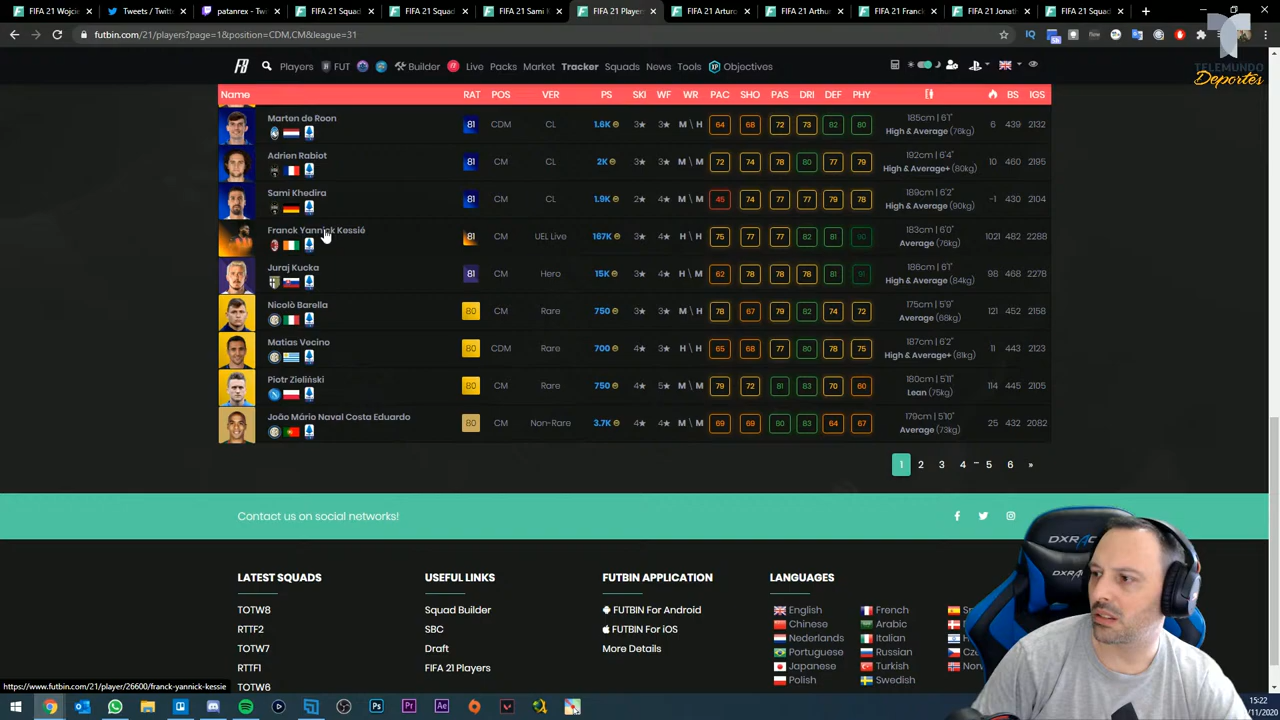 FIFA 21 Wojcie
Tweets / Twitte
patanrex - Twi
FIFA 21 Squad
FIFA 21 Squad
FIFA 21 Sami K
FIFA 21 Player
FIFA 21 Arturo
FIFA 21 Arthur
FIFA 21 Franck
FIFA 21 Jonath
FIFA 21 Squad
futbin.com/21/players?page=1&position=CDM,CM&league=31
TELEMUNDO
Deportes
Players FUT Builder Live Packs Market Tracker Squads News Tools Objectives
Name RAT POS VER PS SKI WF WR PAC SHO PAS DRI DEF PHY BS IGS
Marten de Roon 81 CDM CL 1.6K 3★ 3★ M \ H 64 68 72 73 82 80 185cm | 6'1" 6 439 2132
High & Average (76kg)
Adrien Rabiot 81 CM CL 2K 3★ 3★ M \ M 72 74 78 80 77 79 192cm | 6'4" 10 460 2195
High & Average+ (80kg)
Sami Khedira 81 CM CL 1.9K 3★ 4★ H \ M 45 74 77 77 79 78 189cm | 6'2" -1 430 2104
High & Average (90kg)
Franck Yannick Kessié 81 CM UEL Live 167K 3★ 4★ H \ H 75 77 77 82 81 90 183cm | 6'0" 1021 482 2288
Average (76kg)
Juraj Kucka 81 CM Hero 15K 3★ 4★ M \ H 62 78 78 78 81 91 186cm | 6'1" 98 468 2278
High & Average (84kg)
Nicolò Barella 80 CM Rare 750 3★ 3★ H \ H 78 67 79 82 74 72 175cm | 5'9" 121 452 2158
Average (68kg)
Matias Vecino 80 CDM Rare 700 4★ 3★ H \ H 65 68 77 80 78 75 187cm | 6'2" 11 443 2123
High & Average+ (81kg)
Piotr Zieliński 80 CM Rare 750 4★ 5★ M \ M 79 72 81 83 70 60 180cm | 5'11" 114 445 2105
Lean (75kg)
João Mário Naval Costa Eduardo 80 CM Non-Rare 3.7K 4★ 4★ M \ M 69 69 80 83 64 67 179cm | 5'10" 25 432 2082
Average (73kg)
1 2 3 4 – 5 6 »
Contact us on social networks!
LATEST SQUADS USEFUL LINKS FUTBIN APPLICATION LANGUAGES
TOTW8 Squad Builder FUTBIN For Android English French
RTTF2 SBC FUTBIN For iOS Chinese Arabic
TOTW7 Draft More Details Nederlands Italian
RTTF1 FIFA 21 Players Portuguese Russian
TOTW6 Japanese Turkish
Polish Swedish
https://www.futbin.com/21/player/26600/franck-yannick-kessie
DXRAC
15:22